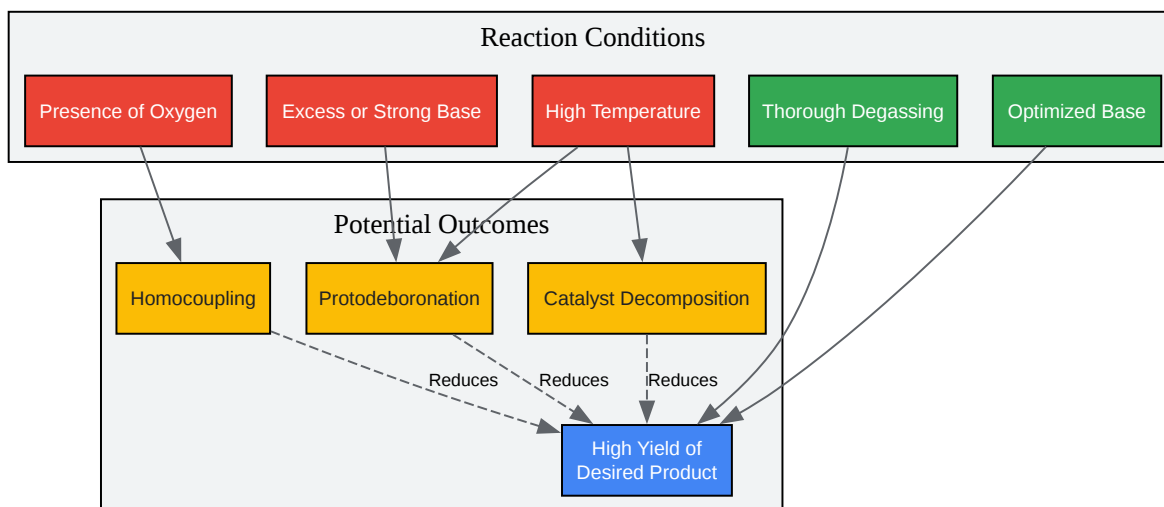 Reaction Conditions
Presence of Oxygen
Excess or Strong Base
High Temperature
Thorough Degassing
Optimized Base
Potential Outcomes
Homocoupling
Protodeboronation
Catalyst Decomposition
Reduces
Reduces
Reduces
High Yield of
Desired Product